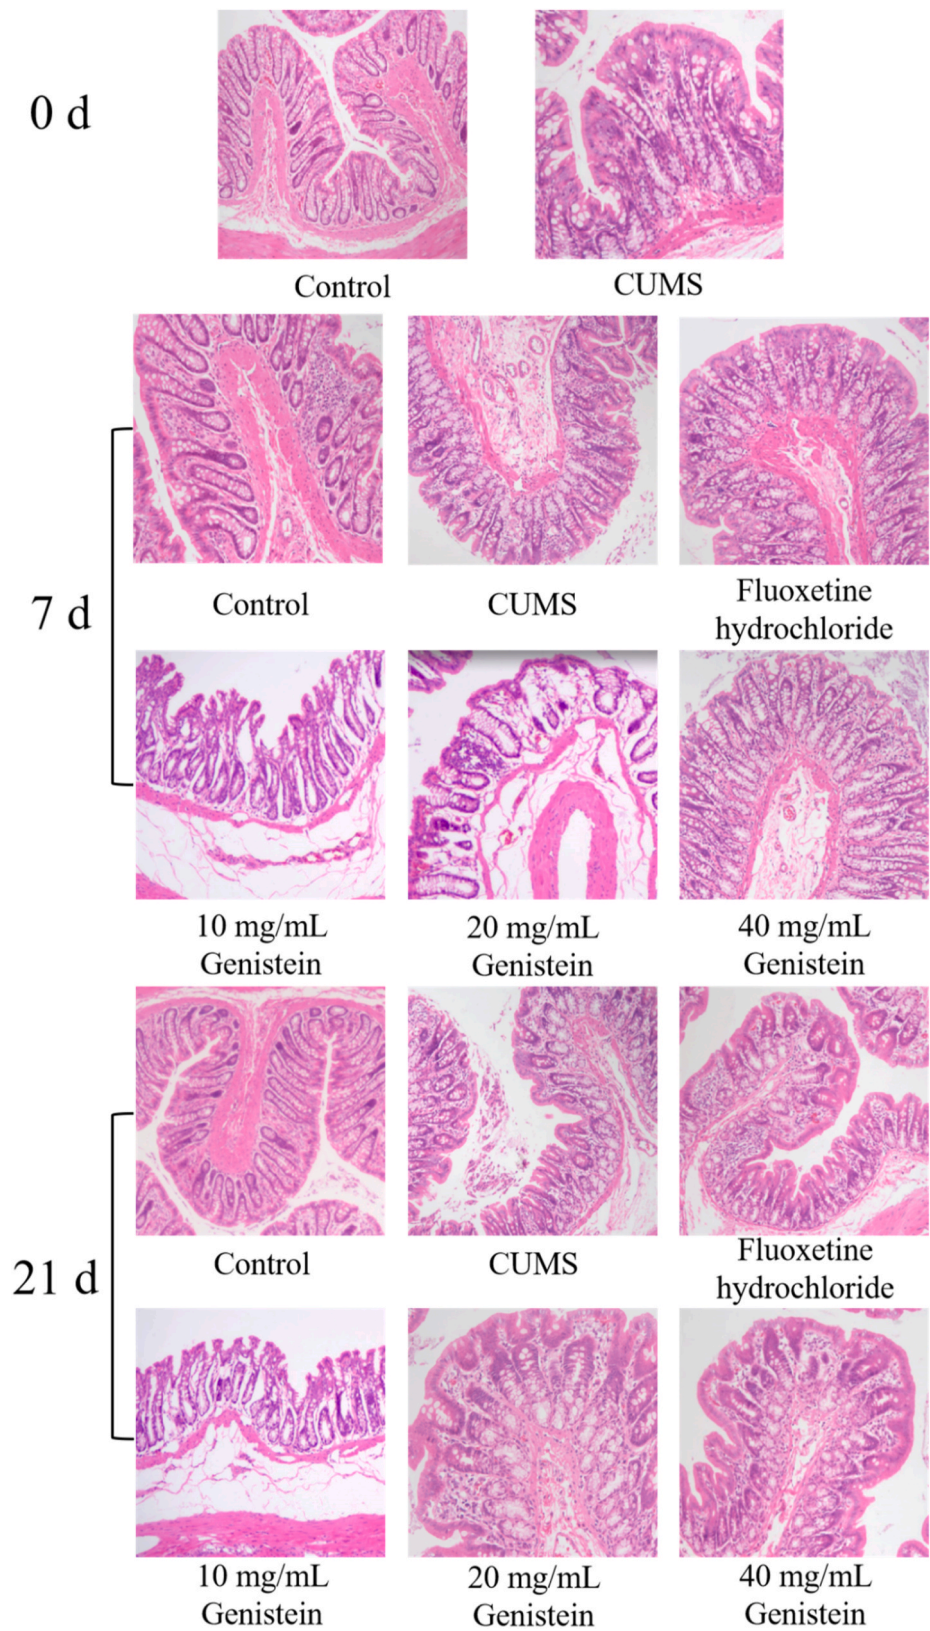 0 d
Control
CUMS
7 d
Control
CUMS
Fluoxetine
hydrochloride
10 mg/mL
Genistein
20 mg/mL
Genistein
40 mg/mL
Genistein
21 d
Control
CUMS
Fluoxetine
hydrochloride
10 mg/mL
Genistein
20 mg/mL
Genistein
40 mg/mL
Genistein